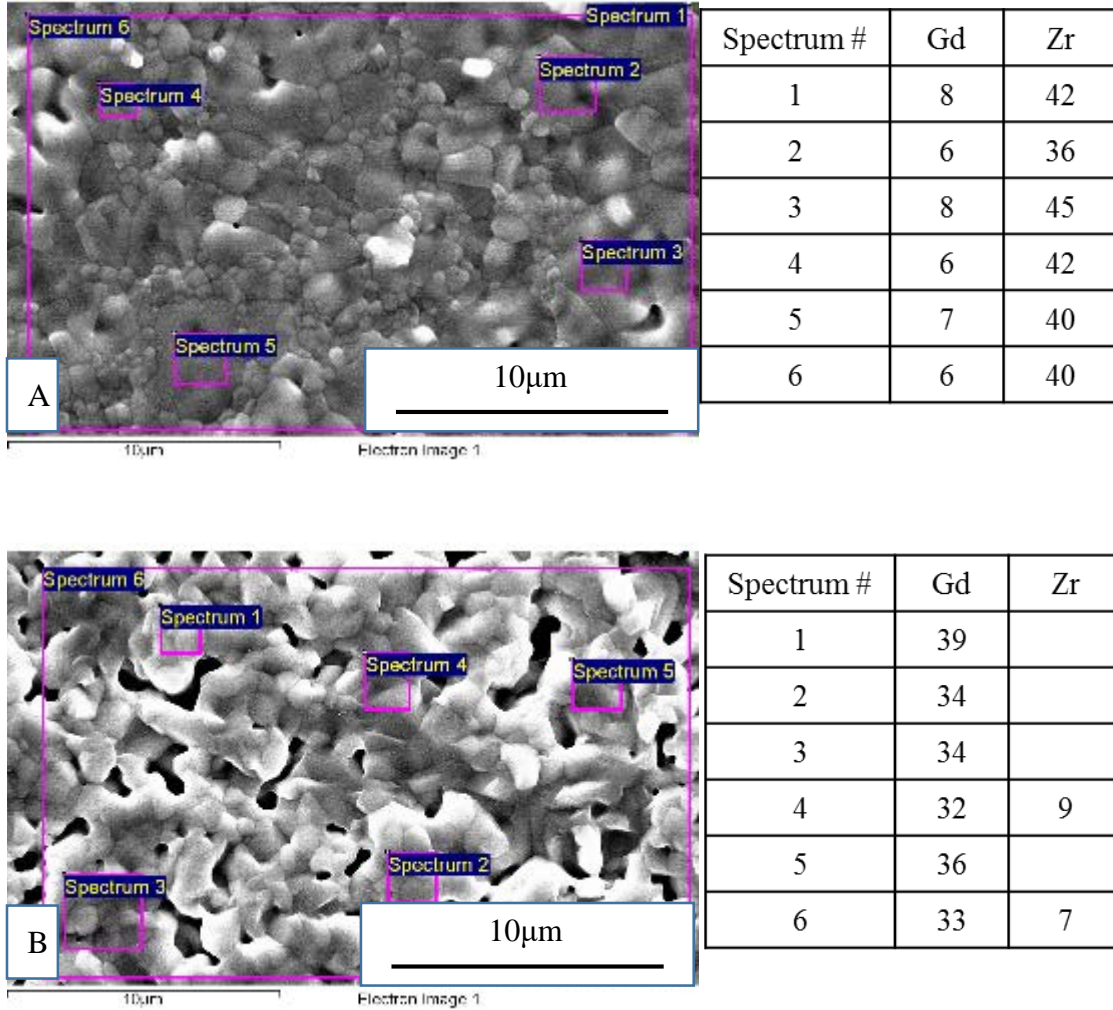 Spectrum 6
Spectrum 1
Spectrum 2
Spectrum 4
Spectrum 3
Spectrum 5
A
10μm
10μm
Electron Image 1
Spectrum # Gd Zr
1 8 42
2 6 36
3 8 45
4 6 42
5 7 40
6 6 40
Spectrum 6
Spectrum 1
Spectrum 4
Spectrum 5
Spectrum 2
Spectrum 3
B
10μm
10μm
Electron Image 1
Spectrum # Gd Zr
1 39
2 34
3 34
4 32 9
5 36
6 33 7